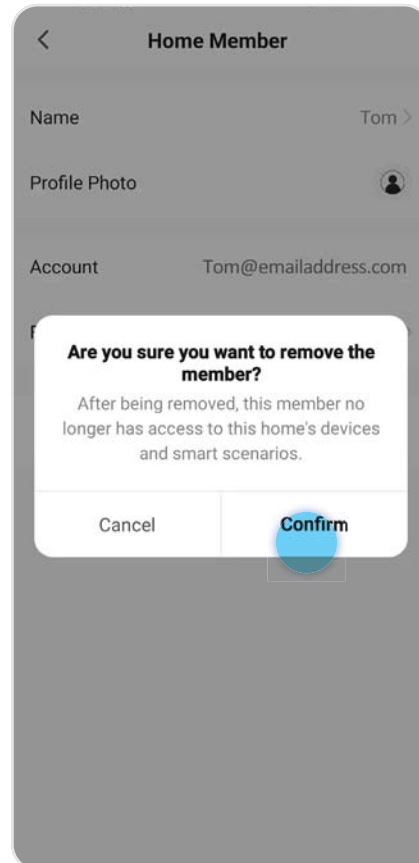 Home Member
Name Tom
Profile Photo
Account Tom@emailaddress.com
Are you sure you want to remove the
member?
After being removed, this member no
longer has access to this home's devices
and smart scenarios.
Cancel Confirm